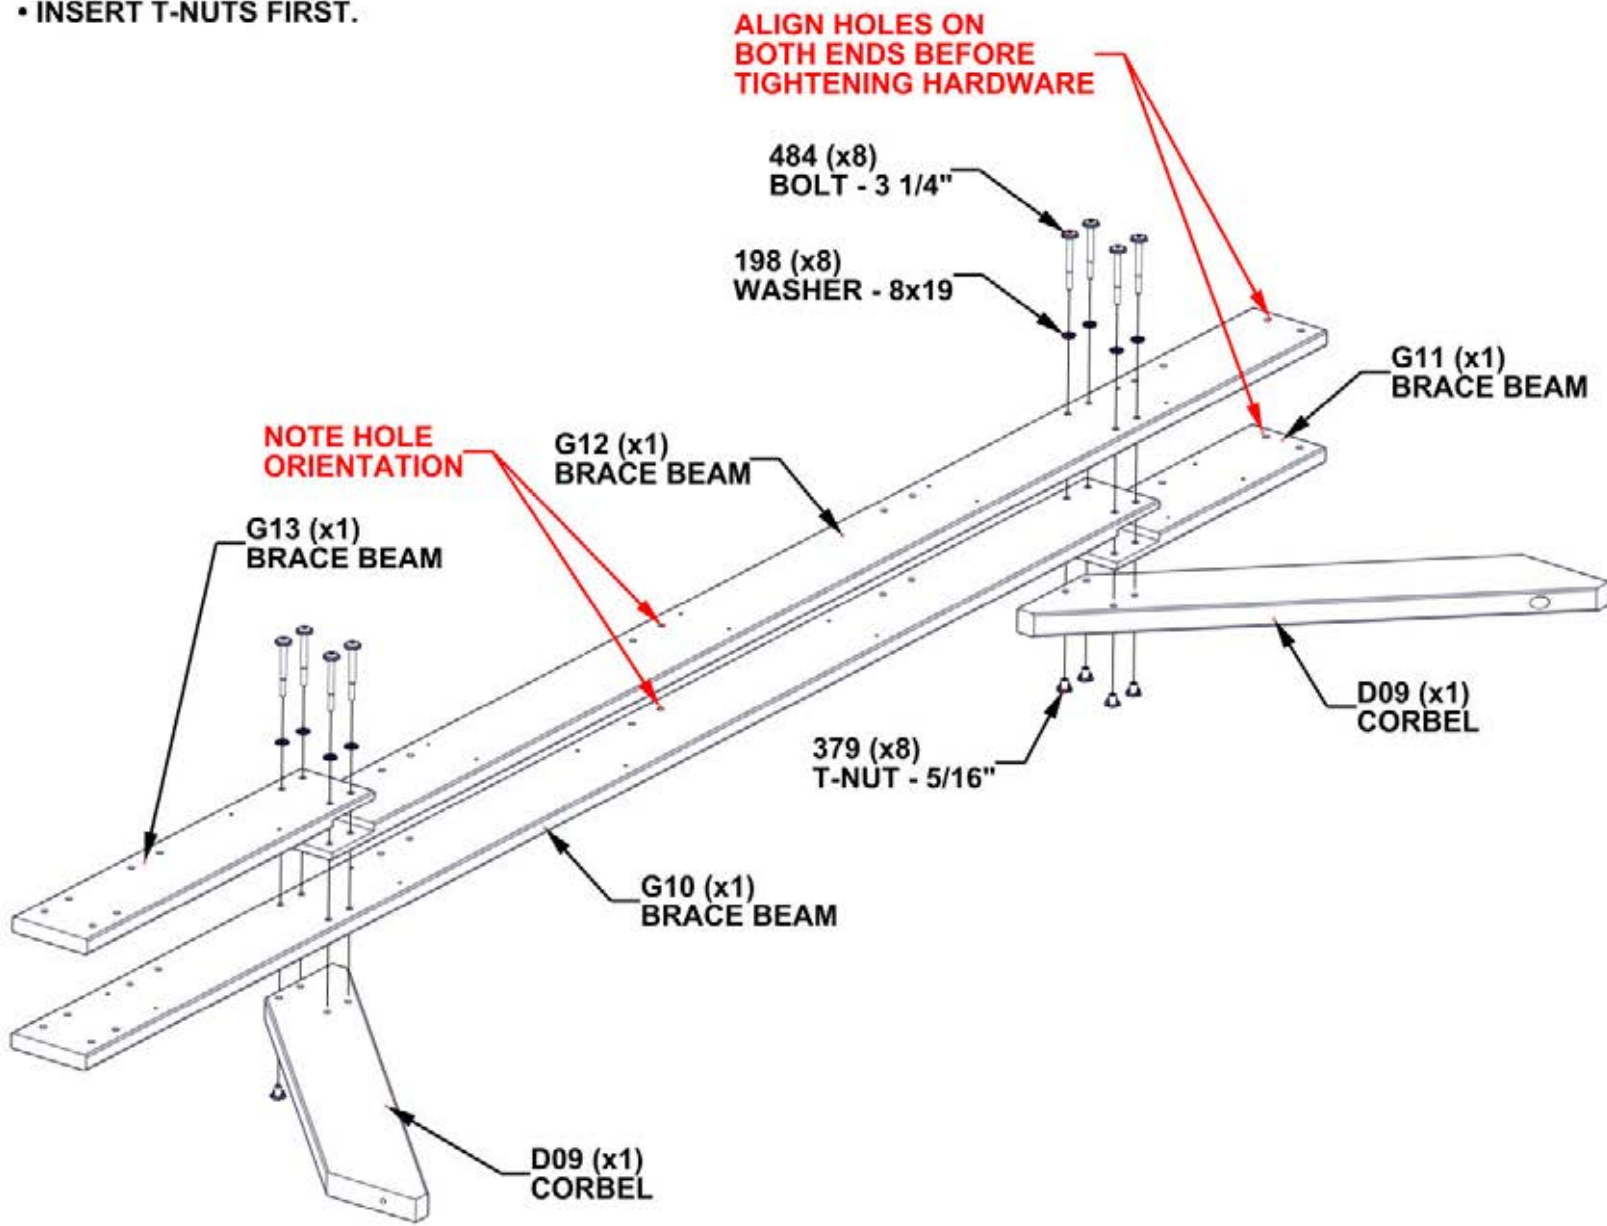 • INSERT T-NUTS FIRST.
ALIGN HOLES ON
BOTH ENDS BEFORE
TIGHTENING HARDWARE
484 (x8)
BOLT - 3 1/4"
198 (x8)
WASHER - 8x19
G11 (x1)
BRACE BEAM
NOTE HOLE
ORIENTATION
G12 (x1)
BRACE BEAM
G13 (x1)
BRACE BEAM
D09 (x1)
CORBEL
379 (x8)
T-NUT - 5/16"
G10 (x1)
BRACE BEAM
D09 (x1)
CORBEL